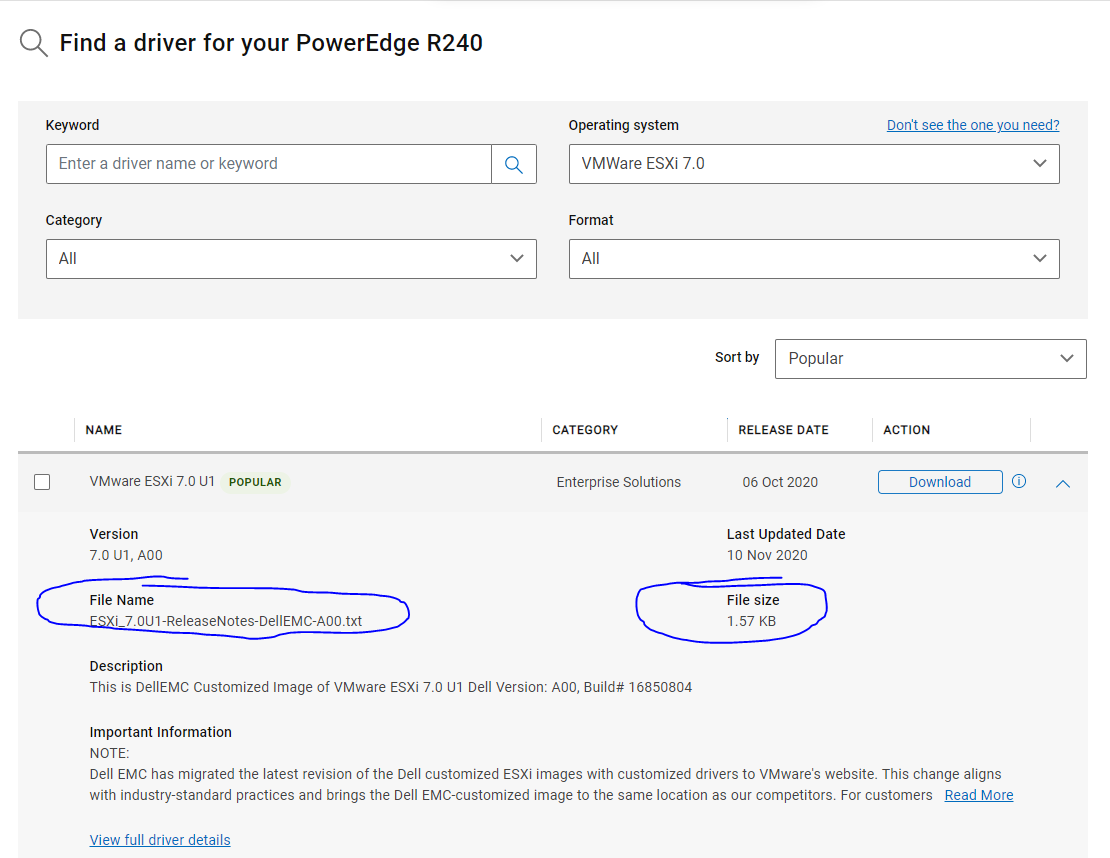 Find a driver for your PowerEdge R240
Keyword
Operating system
Don't see the one you need?
Enter a driver name or keyword
VMWare ESXi 7.0
Category
Format
All
All
Sort by
Popular
NAME
CATEGORY
RELEASE DATE
ACTION
VMware ESXi 7.0 U1
POPULAR
Enterprise Solutions
06 Oct 2020
Download
Version
7.0 U1, A00
Last Updated Date
10 Nov 2020
File Name
ESXi_7.0U1-ReleaseNotes-DellEMC-A00.txt
File size
1.57 KB
Description
This is DellEMC Customized Image of VMware ESXi 7.0 U1 Dell Version: A00, Build# 16850804
Important Information
NOTE:
Dell EMC has migrated the latest revision of the Dell customized ESXi images with customized drivers to VMware's website. This change aligns
with industry-standard practices and brings the Dell EMC-customized image to the same location as our competitors. For customers Read More
View full driver details